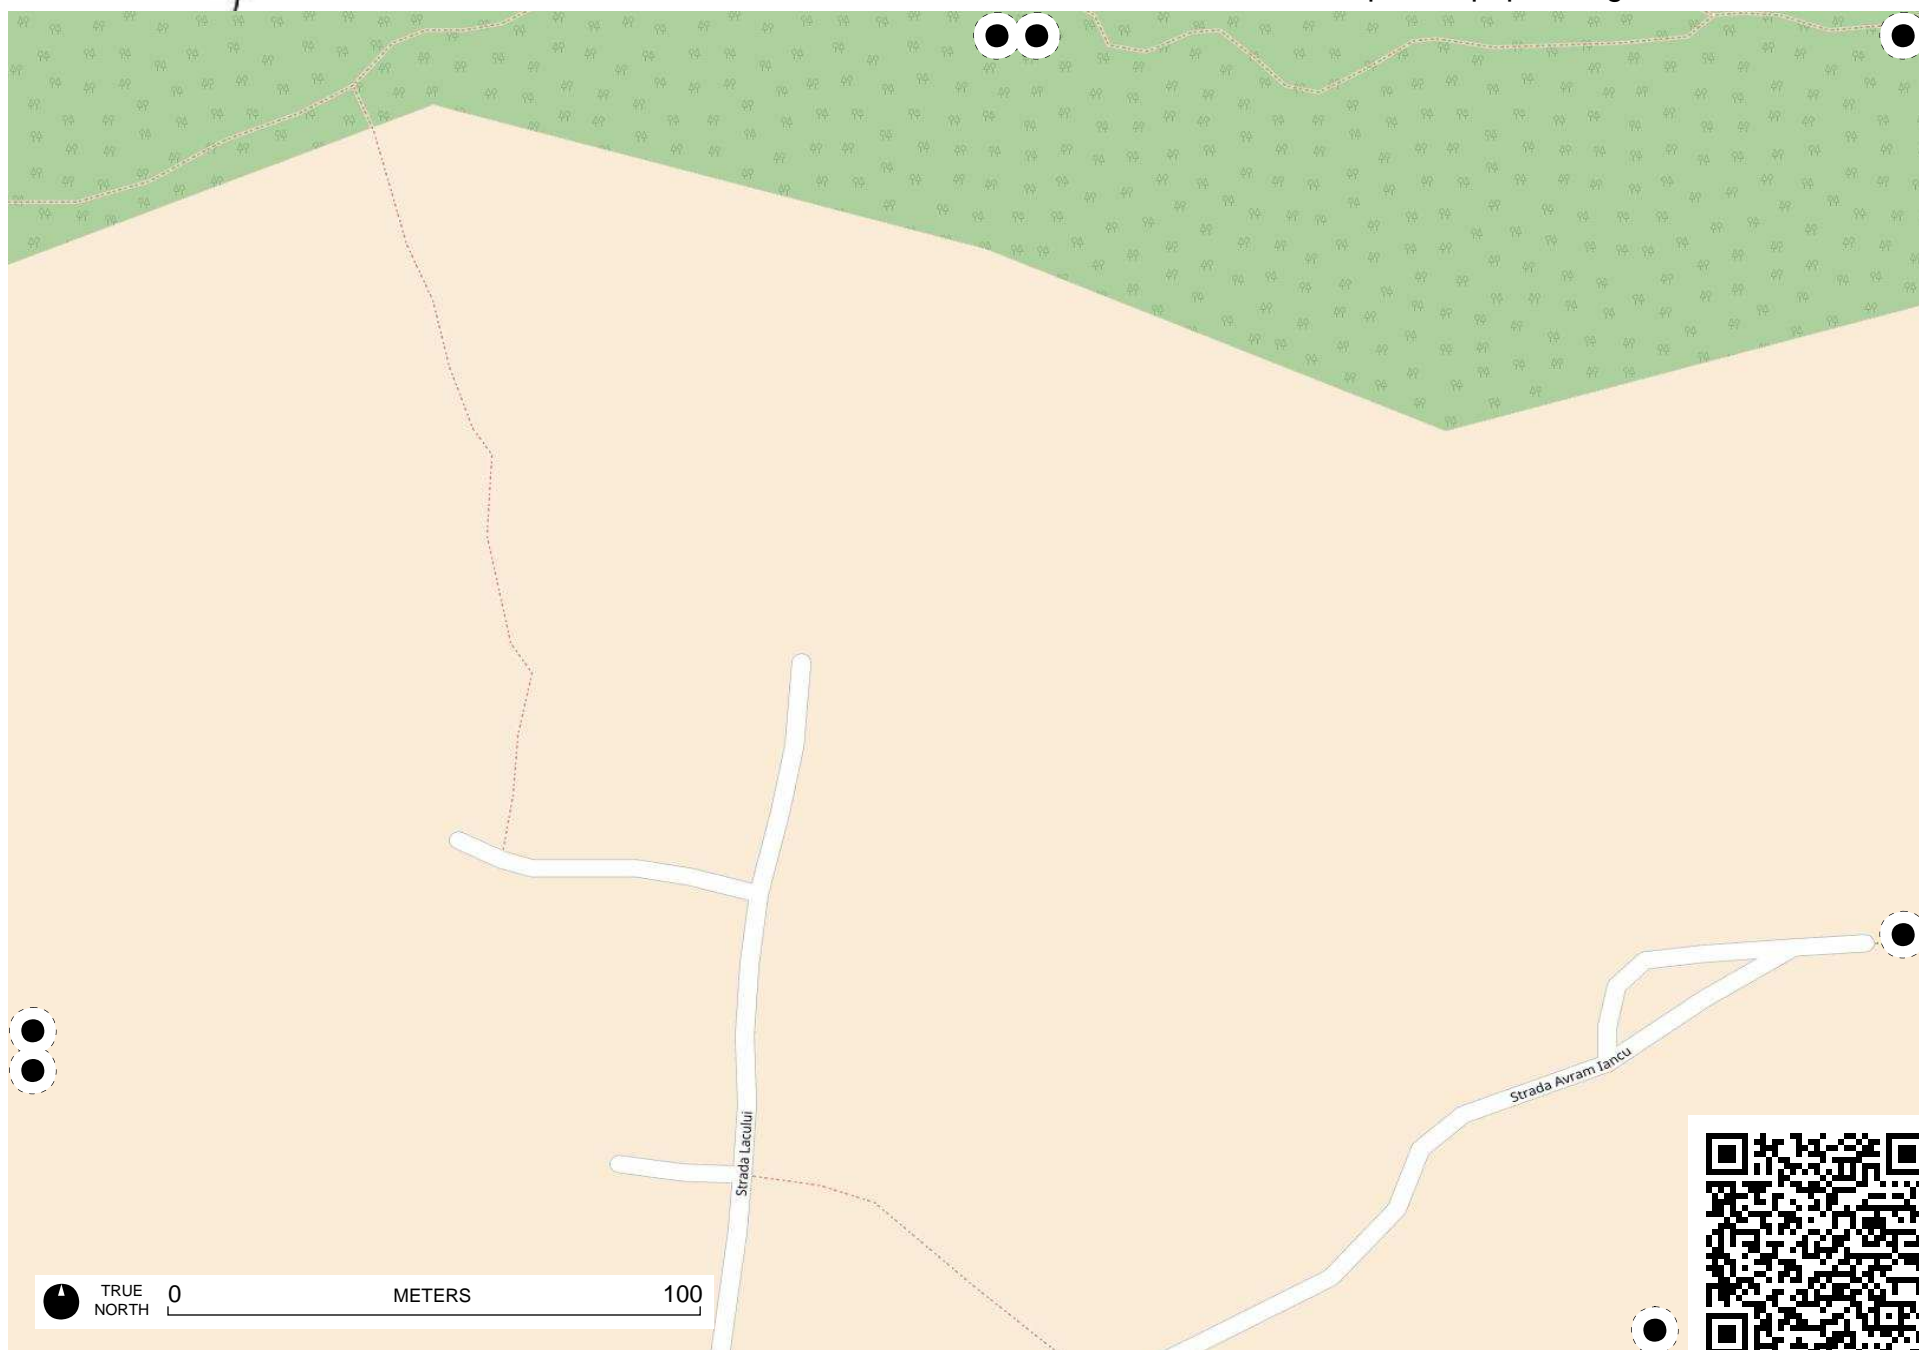 Strada Avram Iancu
Strada Lacului
TRUE
NORTH
0 METERS 100